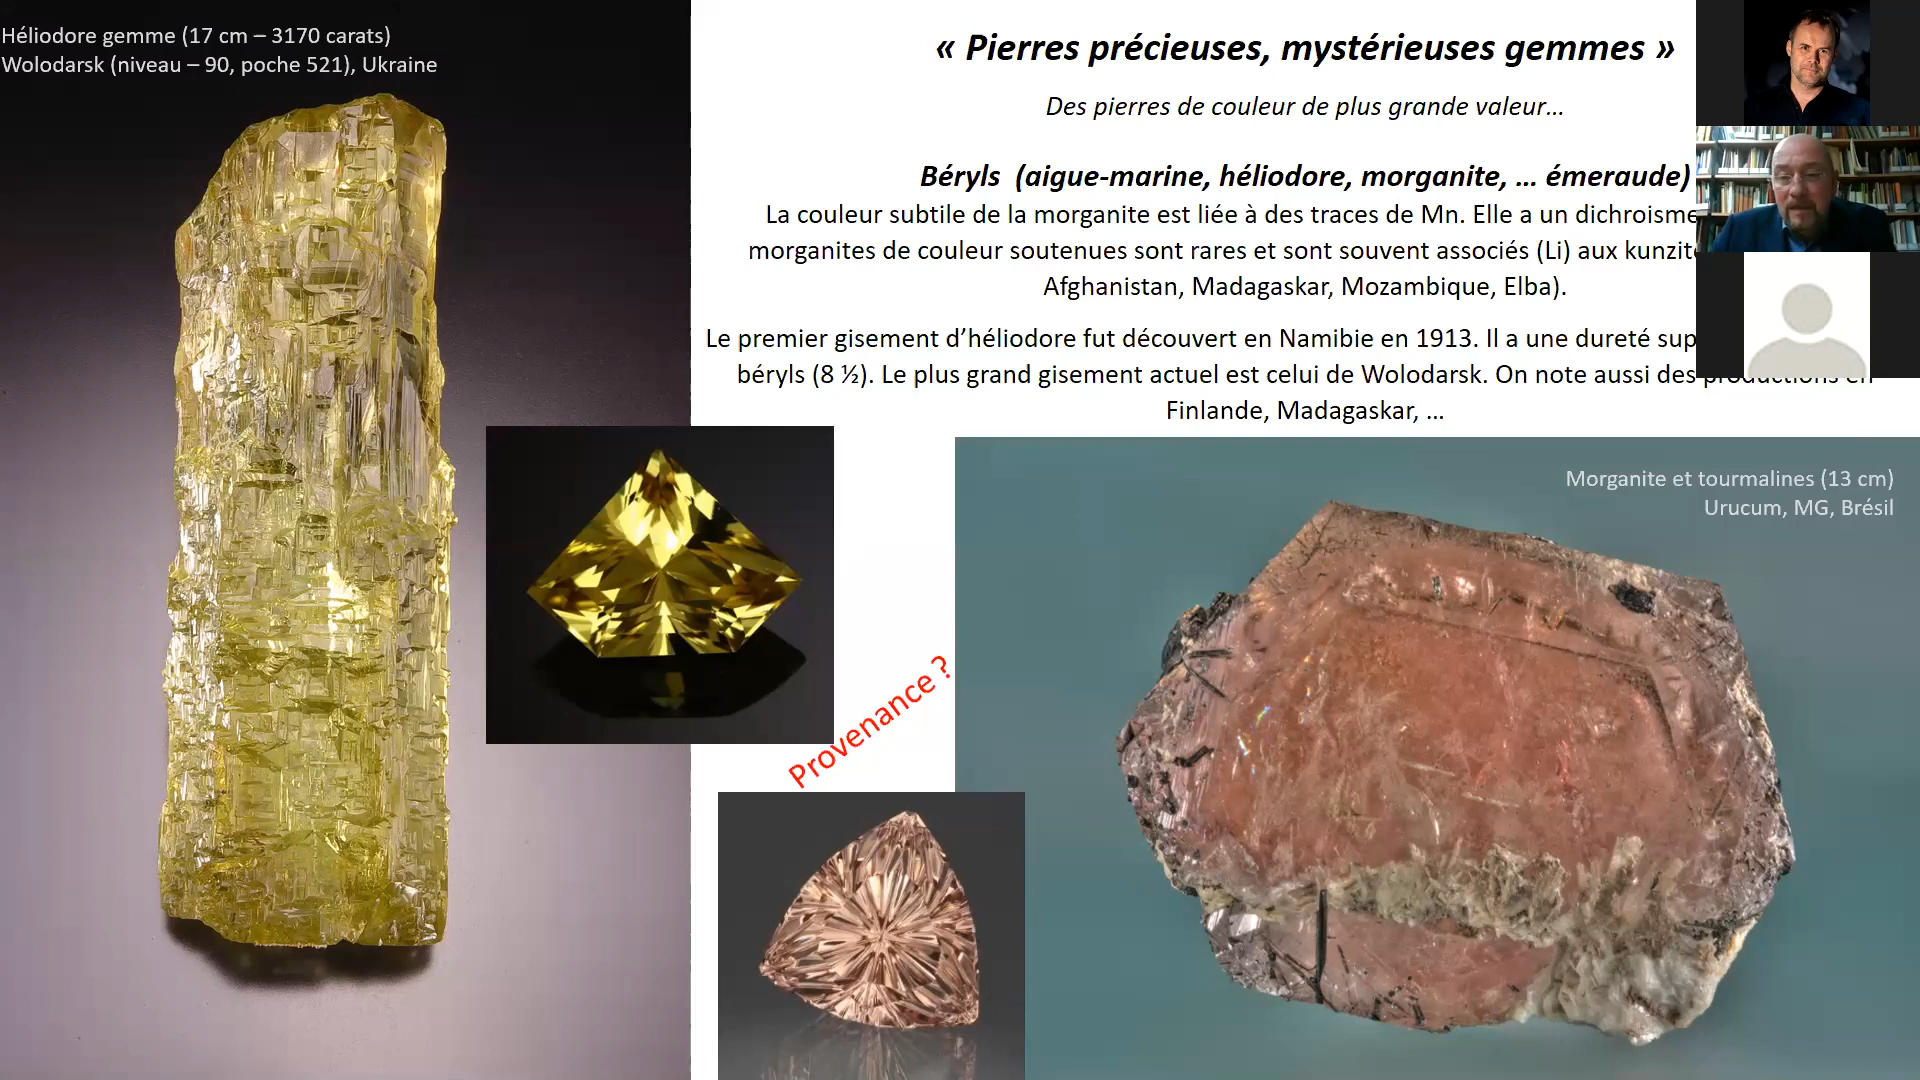 Héliodore gemme (17 cm – 3170 carats)
Wolodarsk (niveau – 90, poche 521), Ukraine
« Pierres précieuses, mystérieuses gemmes »
Des pierres de couleur de plus grande valeur…
Béryls (aigue-marine, héliodore, morganite, … émeraude)
La couleur subtile de la morganite est liée à des traces de Mn. Elle a un dichroisme
morganites de couleur soutenues sont rares et sont souvent associés (Li) aux
Afghanistan, Madagaskar, Mozambique, Elba).
Le premier gisement d’héliodore fut découvert en Namibie en 1913. Il a une dureté
béryls (8 ½). Le plus grand gisement actuel est celui de Wolodarsk. On note aussi des productions en
Finlande, Madagaskar, …
Provenance ?
Morganite et tourmalines (13 cm)
Urucum, MG, Brésil